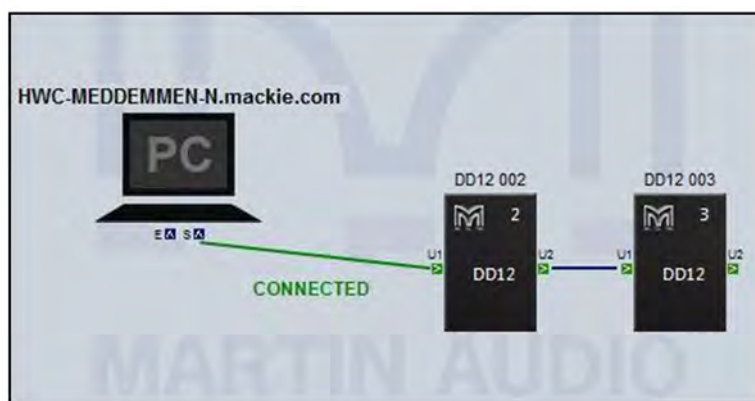 HWC-MEDDEMMEN-N.mackie.com
PC
E S
CONNECTED
DD12 002
2
U1 U2
DD12
DD12 003
3
U1 U2
DD12
MARTIN AUDIO